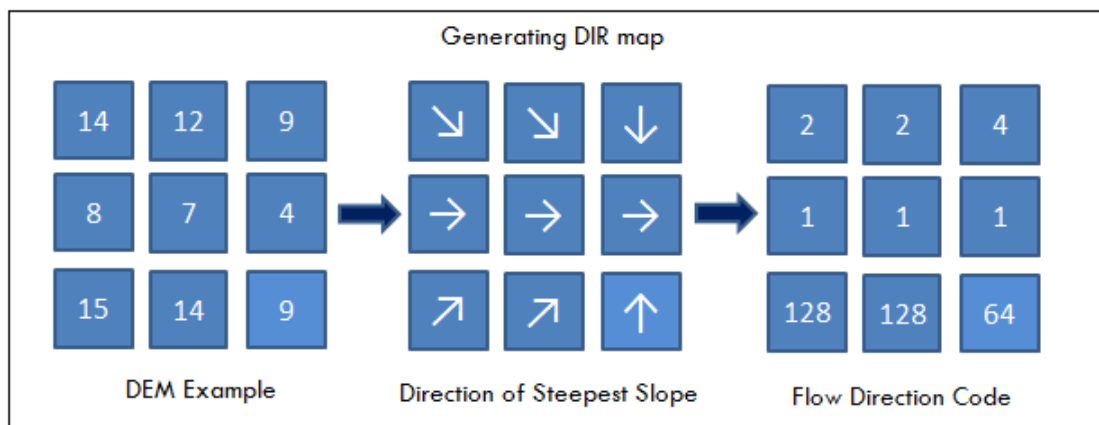 Generating DIR map
14 12 9
↘ ↘ ↓
2 2 4
8 7 4
→ → →
1 1 1
15 14 9
↗ ↗ ↑
128 128 64
DEM Example
Direction of Steepest Slope
Flow Direction Code